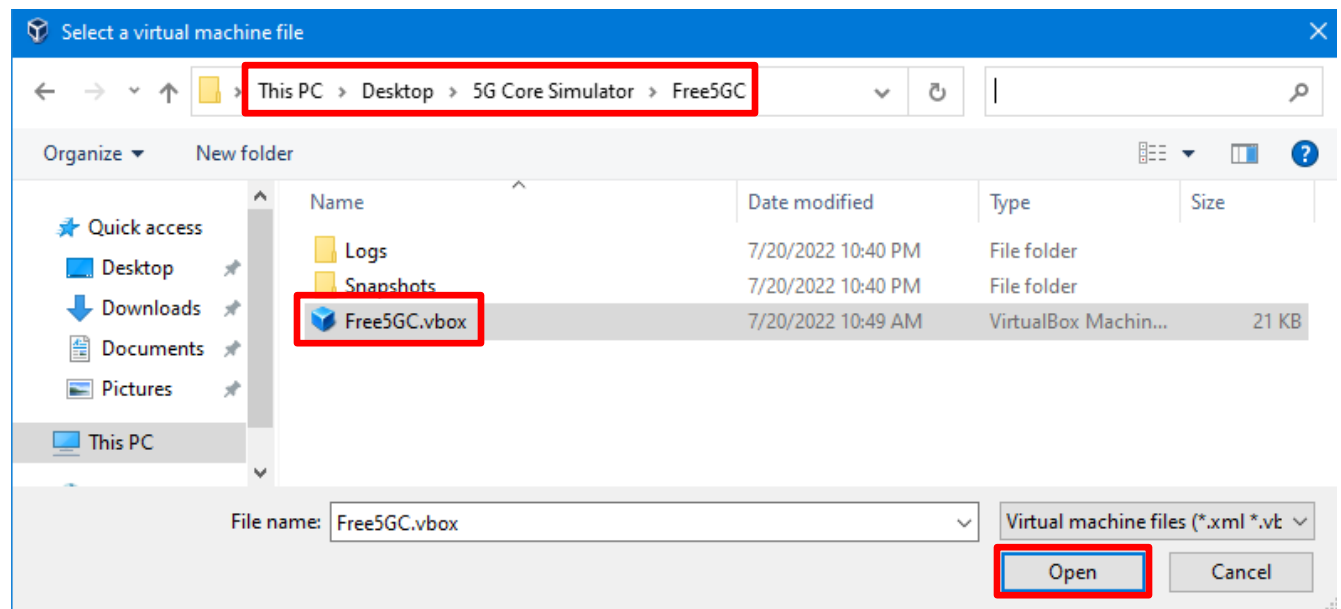 Select a virtual machine file
This PC > Desktop > 5G Core Simulator > Free5GC
Organize New folder
Name Date modified Type Size
Quick access
Desktop
Downloads
Documents
Pictures
This PC
Logs 7/20/2022 10:40 PM File folder
Snapshots 7/20/2022 10:40 PM File folder
Free5GC.vbox 7/20/2022 10:49 AM VirtualBox Machin... 21 KB
File name: Free5GC.vbox Virtual machine files (*.xml *.vb
Open Cancel